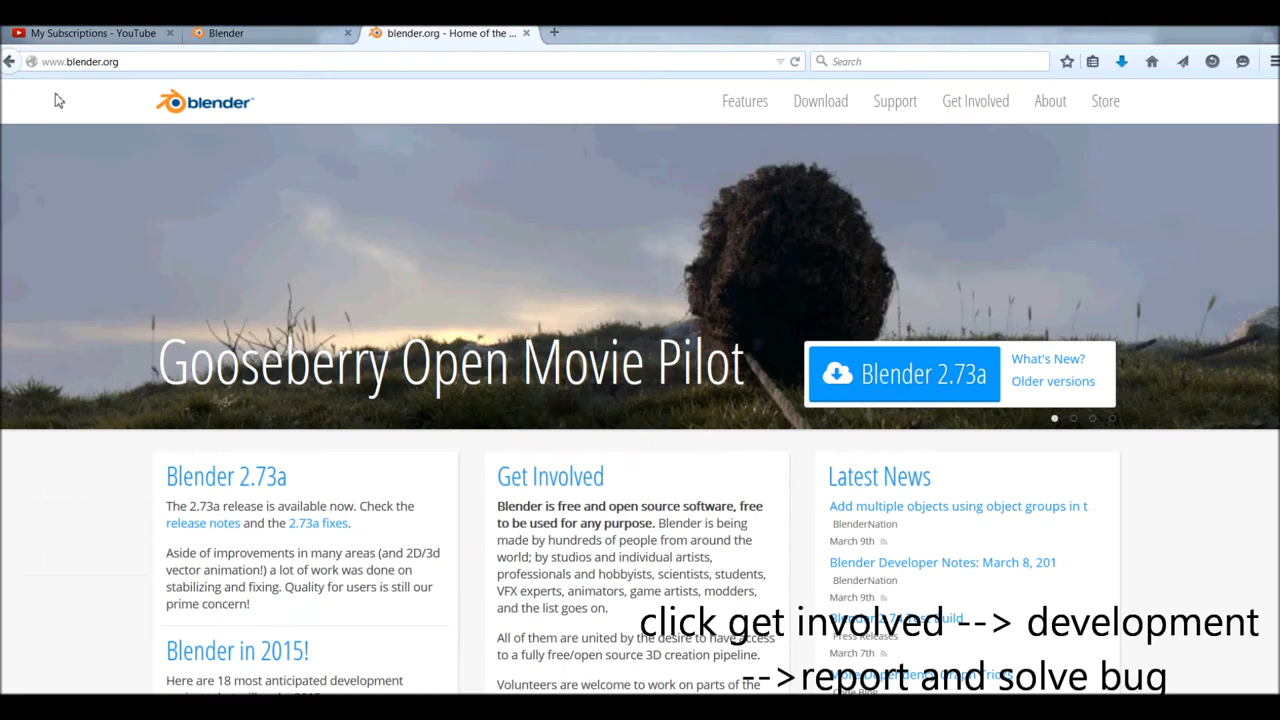 My Subscriptions - YouTube
Blender
blender.org - Home of the ...
www.blender.org
Search
blender
Features
Download
Support
Get Involved
About
Store
Gooseberry Open Movie Pilot
Blender 2.73a
What's New?
Older versions
Blender 2.73a
The 2.73a release is available now. Check the
release notes and the 2.73a fixes.
Aside of improvements in many areas (and 2D/3d
vector animation!) a lot of work was done on
stabilizing and fixing. Quality for users is still our
prime concern!
Blender in 2015!
Here are 18 most anticipated development
Get Involved
Blender is free and open source software, free
to be used for any purpose. Blender is being
made by hundreds of people from around the
world; by studios and individual artists,
professionals and hobbyists, scientists, students,
VFX experts, animators, game artists, modders,
and the list goes on.
All of them are united by the desire to have access
to a fully free/open source 3D creation pipeline.
Volunteers are welcome to work on parts of the
Latest News
Add multiple objects using object groups in t
BlenderNation
March 9th
Blender Developer Notes: March 8, 201
BlenderNation
March 9th
Press Releases
March 7th
click get involved --> development
-->report and solve bug